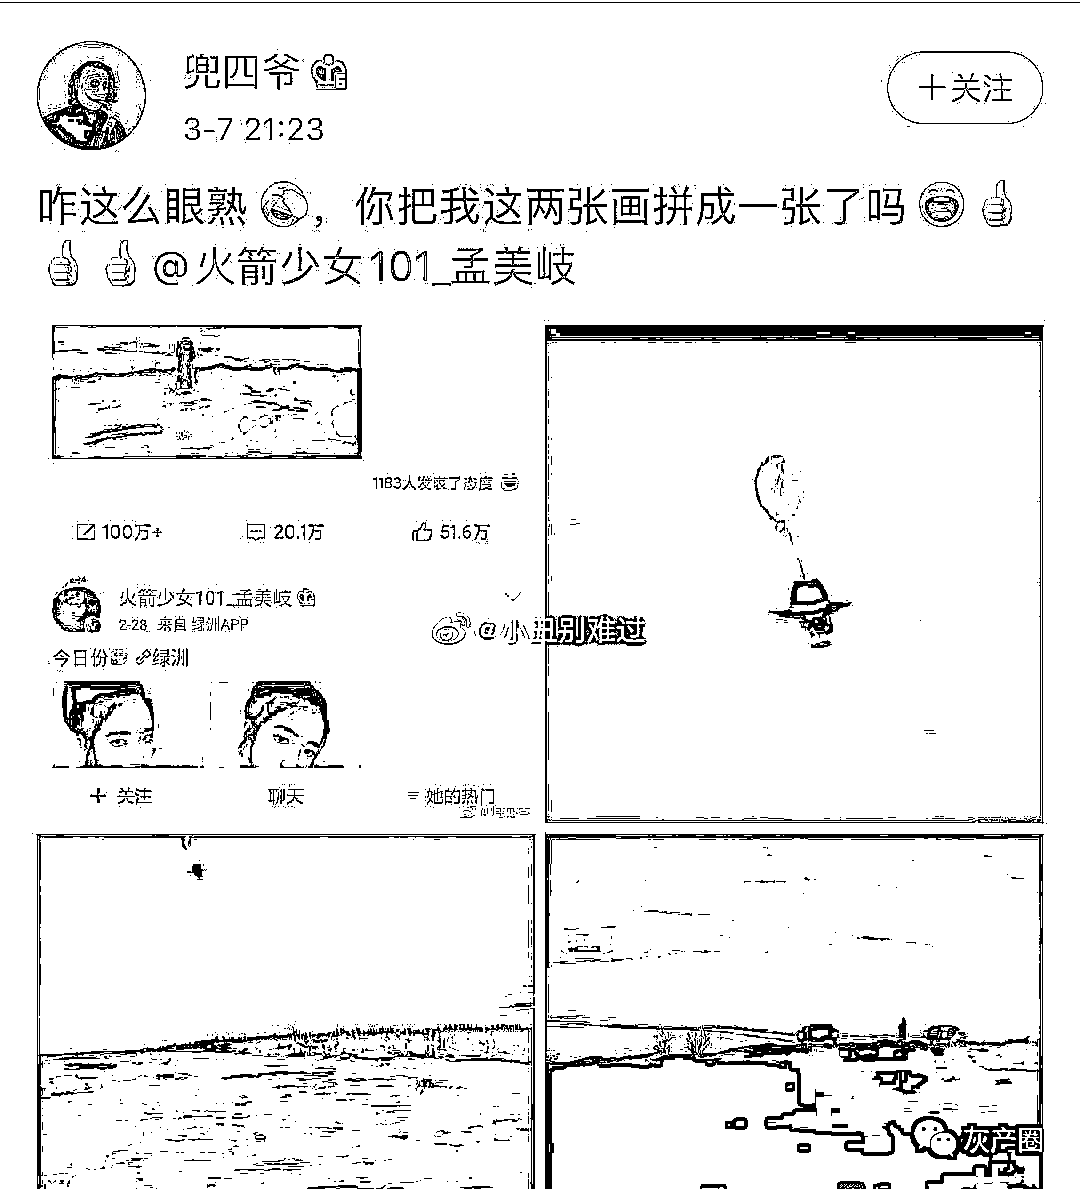 兜四爷
3-7 21:23
十关注
咋这么眼熟，你把我这两张画拼成一张了吗
@火箭少女101_孟美岐
1183人发表了态度
100万+
20.1万
51.6万
火箭少女101_孟美岐
2-28 来自 绿洲APP
@小丑别难过
今日份 绿洲
+ 关注
聊天
她的热门
灰产圈